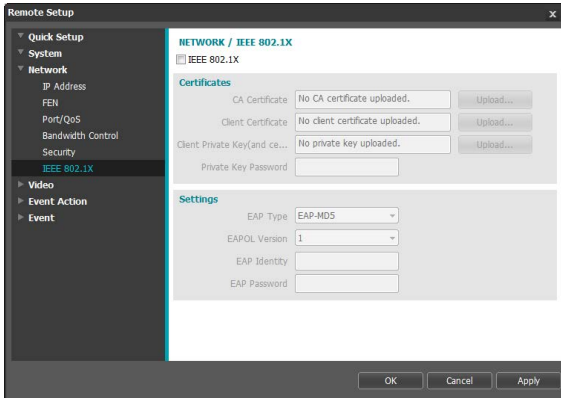 Remote Setup
x
Quick Setup
System
Network
IP Address
FEN
Port/QoS
Bandwidth Control
Security
IEEE 802.1X
Video
Event Action
Event
NETWORK / IEEE 802.1X
IEEE 802.1X
Certificates
CA Certificate No CA certificate uploaded. Upload...
Client Certificate No client certificate uploaded. Upload...
Client Private Key(and ce... No private key uploaded. Upload...
Private Key Password
Settings
EAP Type EAP-MD5
EAPOL Version 1
EAP Identity
EAP Password
OK Cancel Apply